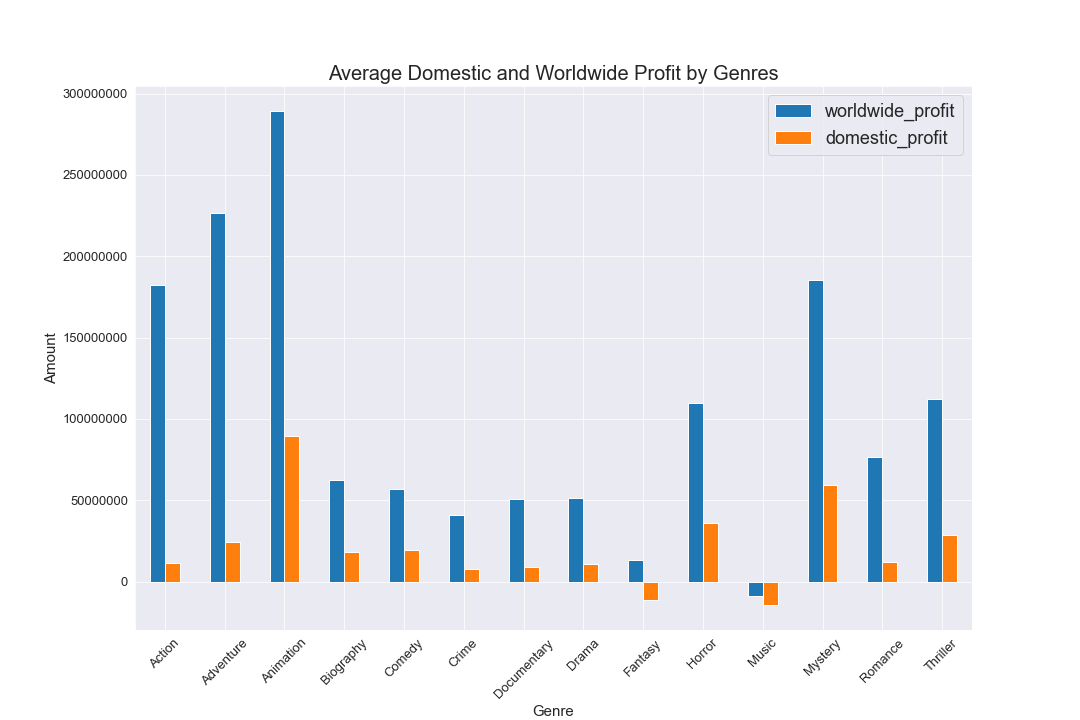 Average Domestic and Worldwide Profit by Genres
worldwide_profit
domestic_profit
300000000
250000000
200000000
150000000
100000000
50000000
0
Amount
Action
Adventure
Animation
Biography
Comedy
Crime
Documentary
Drama
Fantasy
Horror
Music
Mystery
Romance
Thriller
Genre